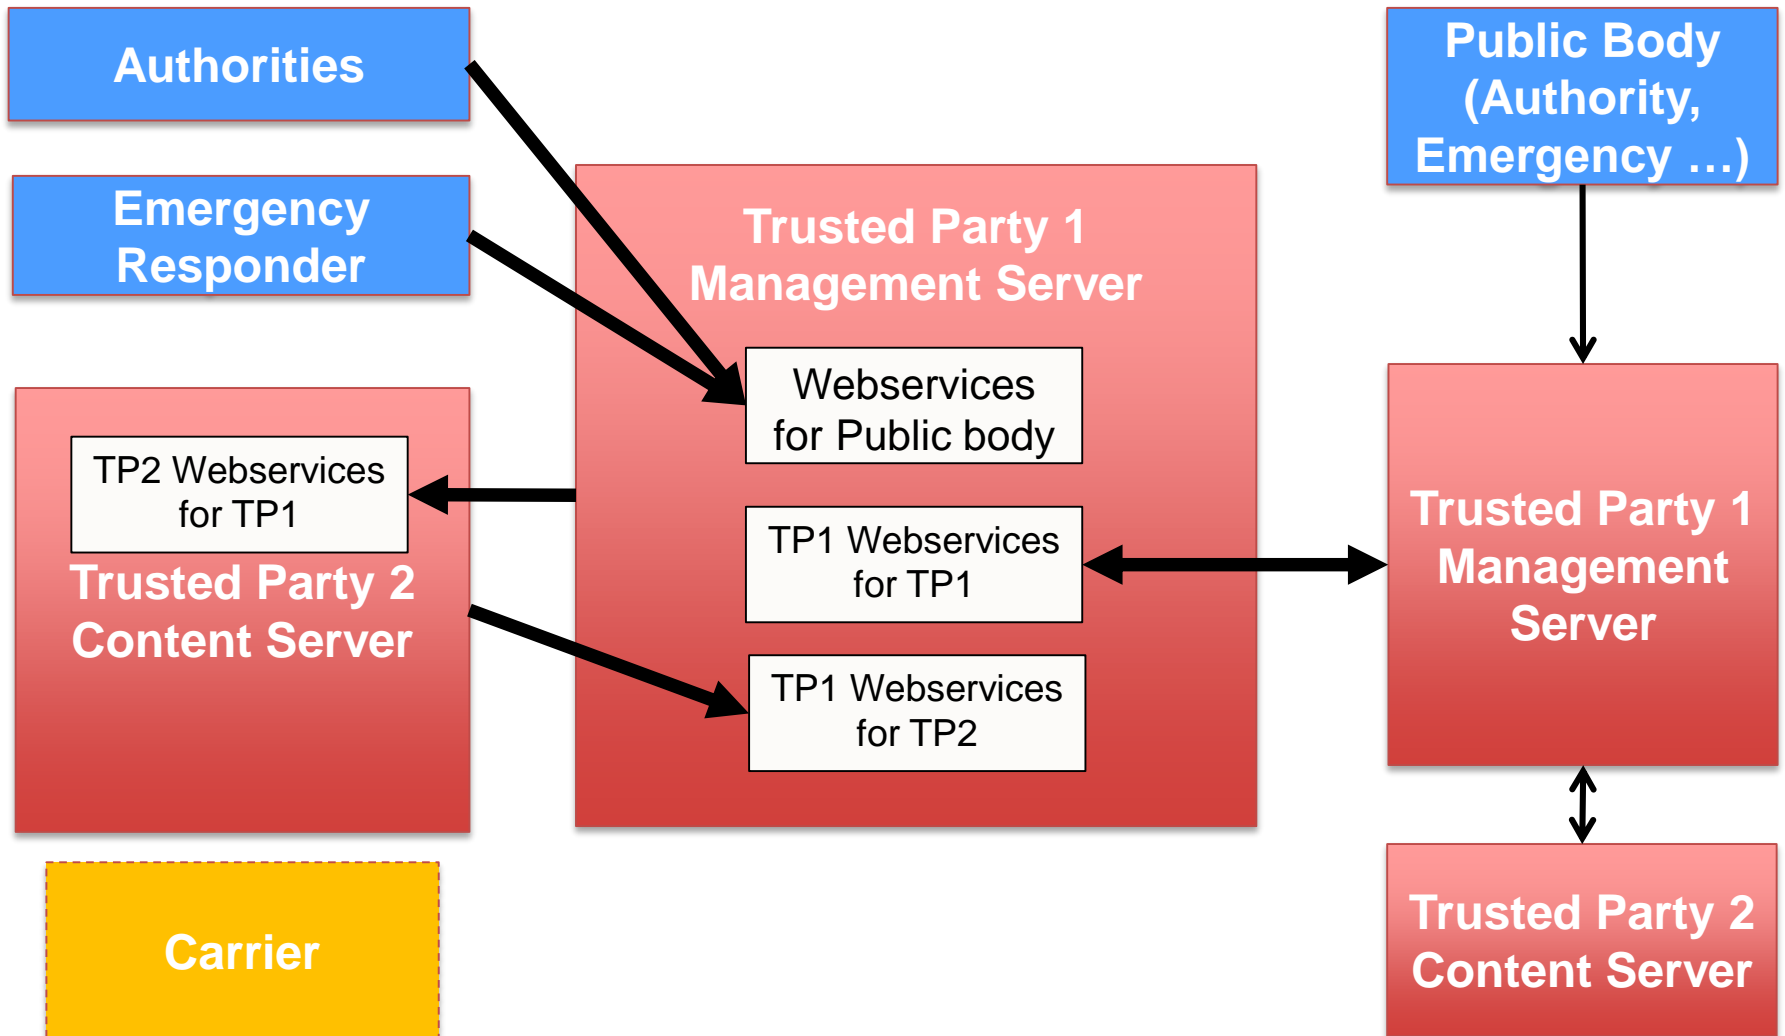 Authorities
Emergency
Responder
Trusted Party 1
Management Server
Webservices
for Public body
TP1 Webservices
for TP1
TP1 Webservices
for TP2
TP2 Webservices
for TP1
Trusted Party 2
Content Server
Carrier
Public Body
(Authority,
Emergency …)
Trusted Party 1
Management
Server
Trusted Party 2
Content Server